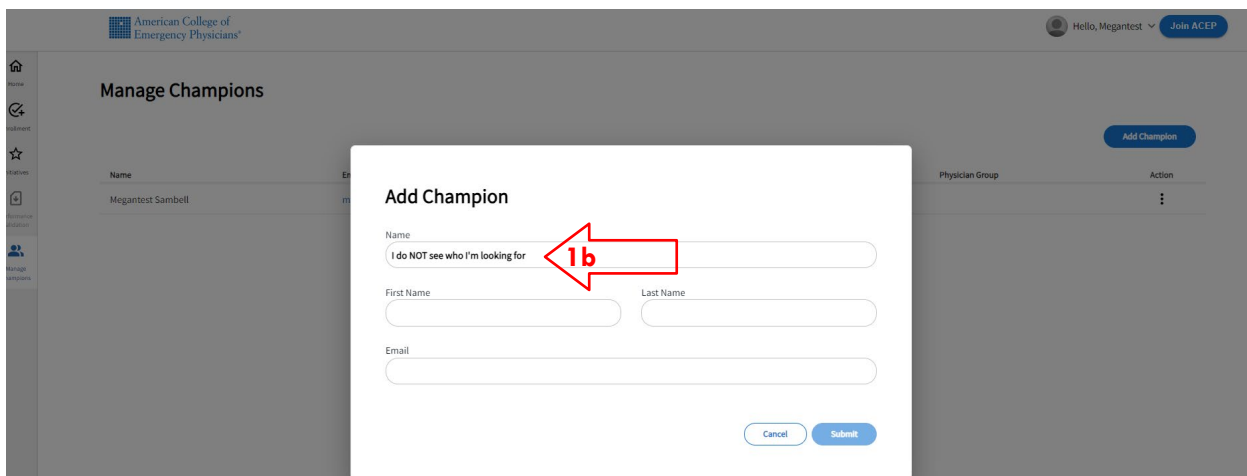 American College of
Emergency Physicians®
Hello, Megantest
Join ACEP
Home
Manage Champions
Add Champion
Name
Physician Group
Action
Megantest Sambell
Manage
Add Champion
Name
I do NOT see who I'm looking for
1b
First Name
Last Name
Email
Cancel
Submit